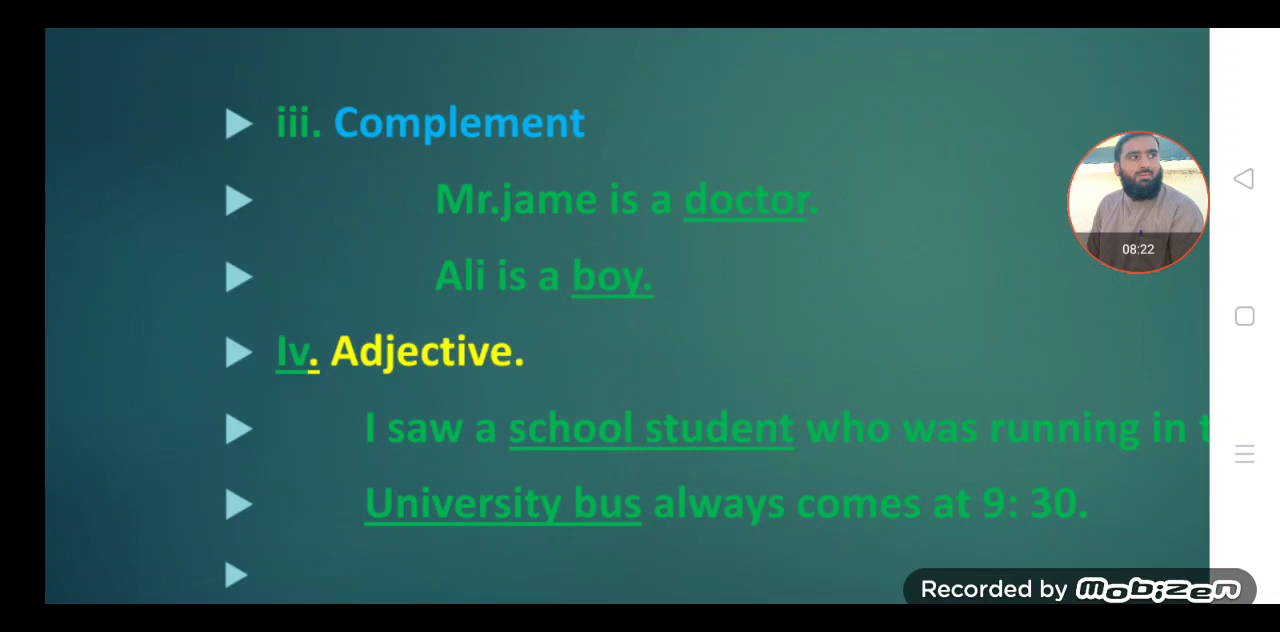 iii. Complement
Mr.jame is a doctor.
Ali is a boy.
Iv. Adjective.
I saw a school student who was running in t
University bus always comes at 9: 30.
08:22
Recorded by mobizen